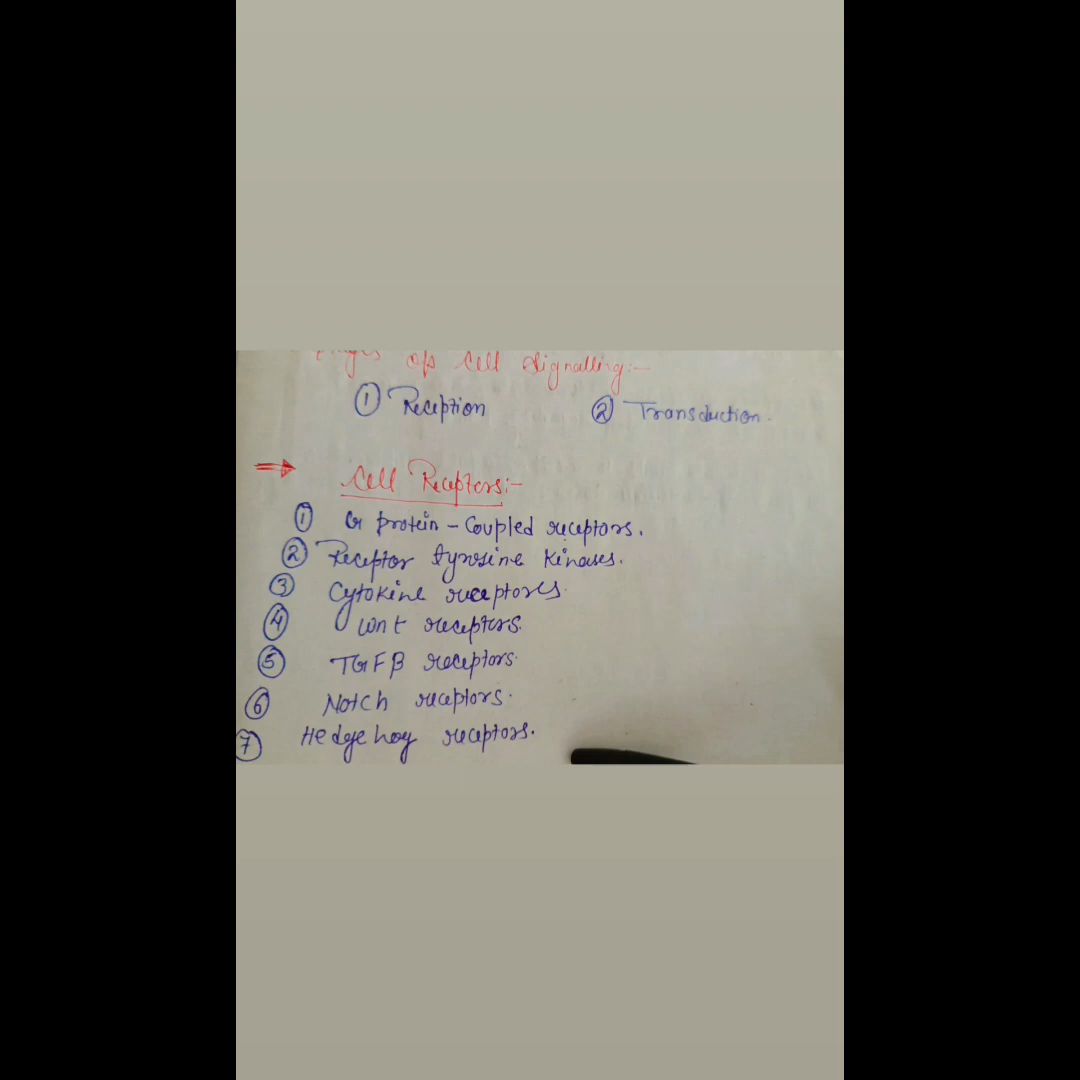 of Cell Signalling:-
① Reception ② Transduction.
⇒ Cell Receptors:-
① G protein - Coupled receptors.
② Receptor tyrosine kinases.
③ Cytokine receptores.
④ Wnt receptors.
⑤ TGFβ receptors.
⑥ Notch receptors.
⑦ Hedgehog receptors.